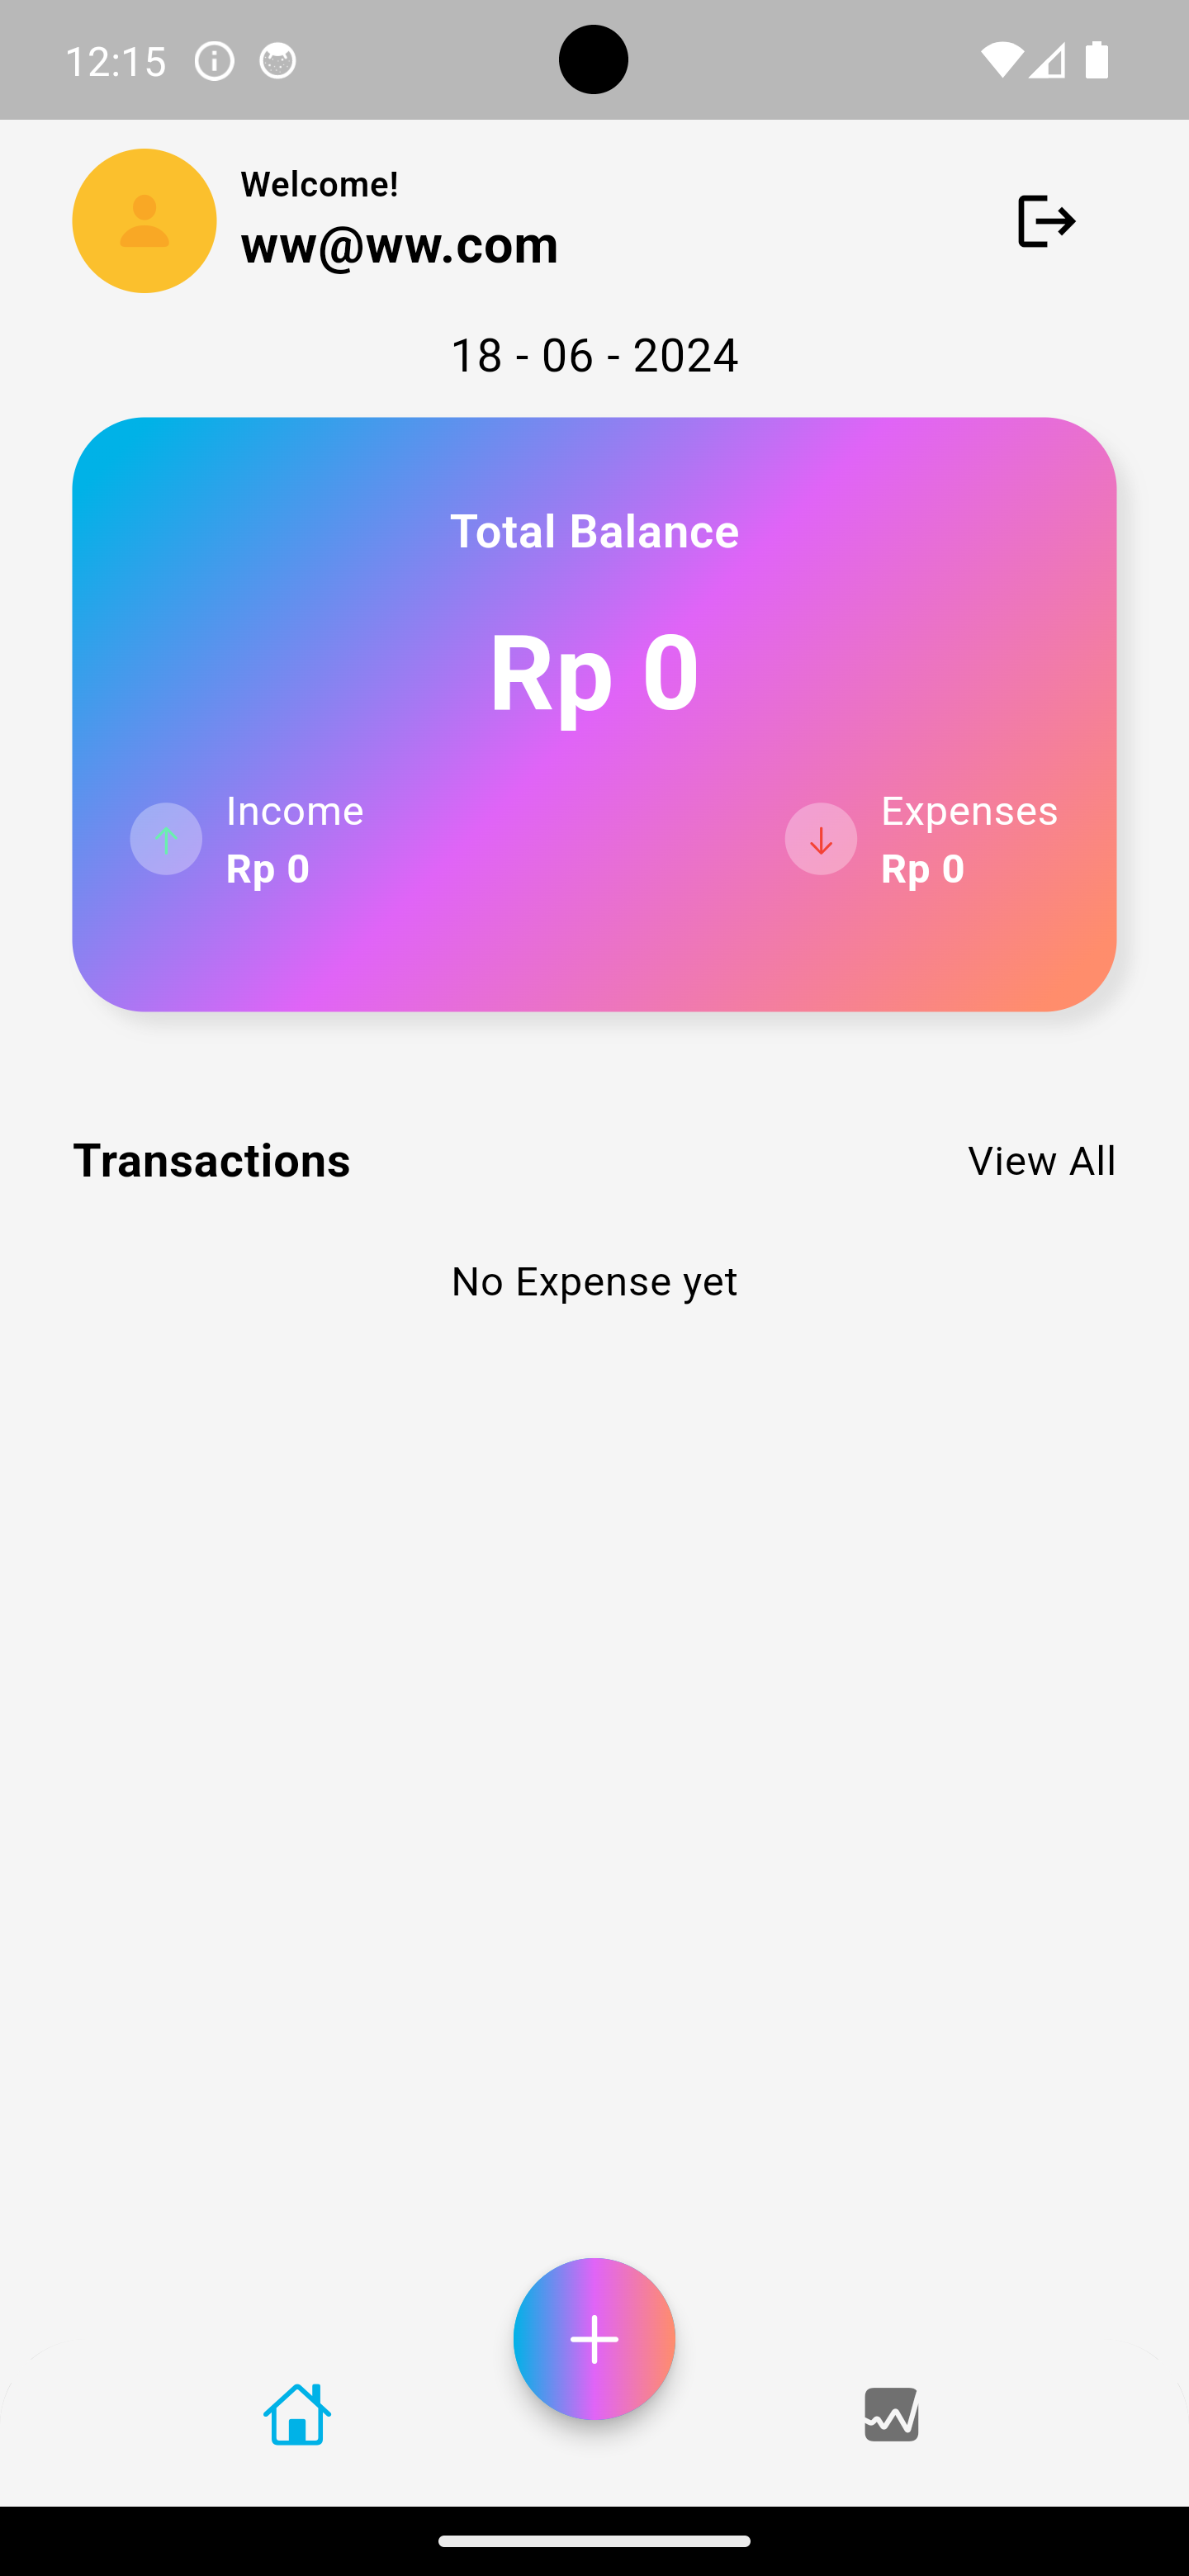 12:15
Welcome!
ww@ww.com
18 - 06 - 2024
Total Balance
Rp 0
Income
Rp 0
Expenses
Rp 0
Transactions
View All
No Expense yet